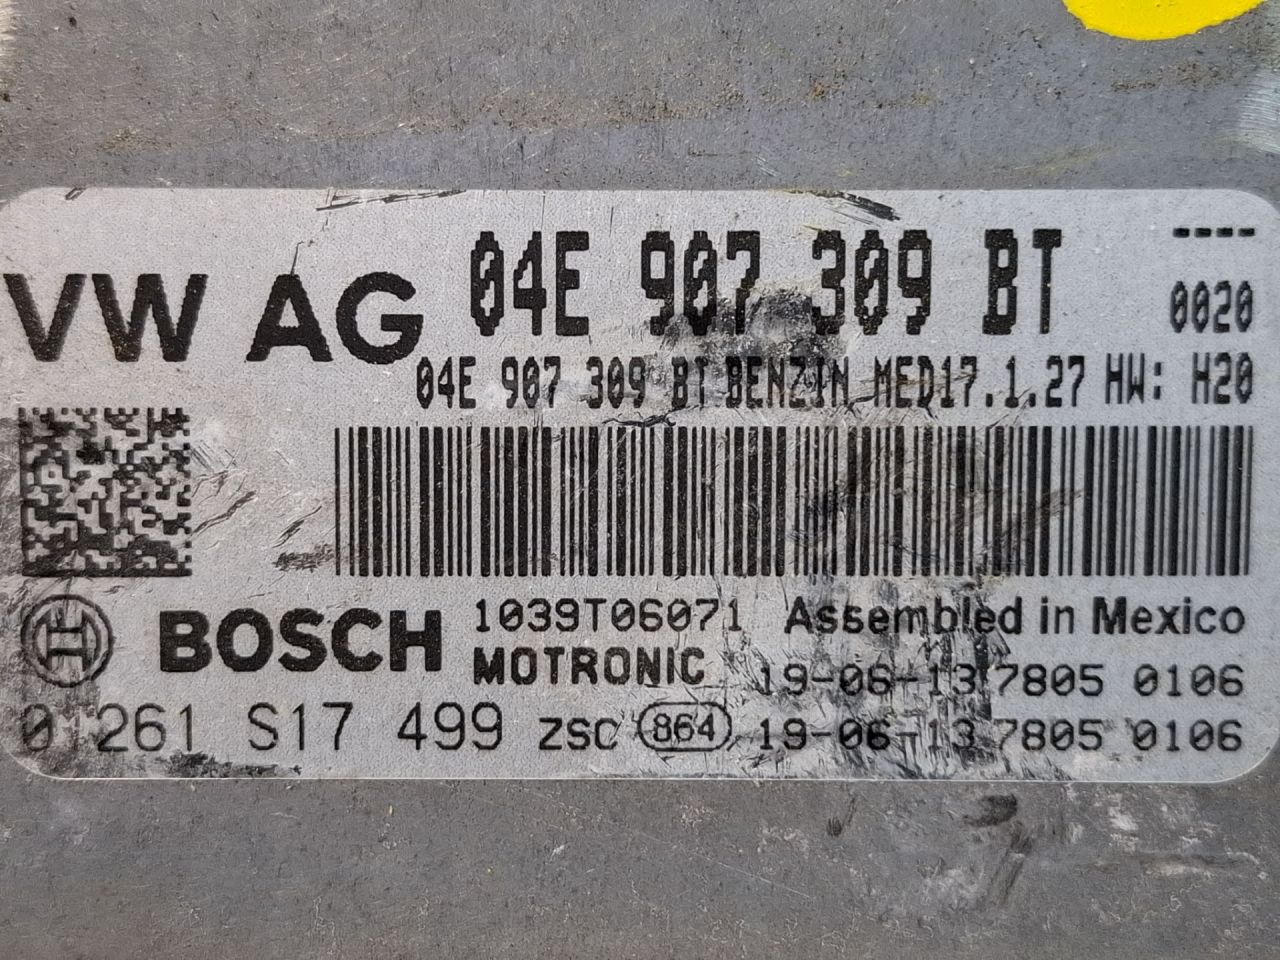 VW AG 04E 907 309 BT ----
0020
04E 907 309 BT BENZIN MED17.1.27 HW: H20
BOSCH 1039T06071 Assembled in Mexico
MOTRONIC 19-06-13 7805 0106
0 1261 S17 499 ZSC 864 19-06-13 7805 0106